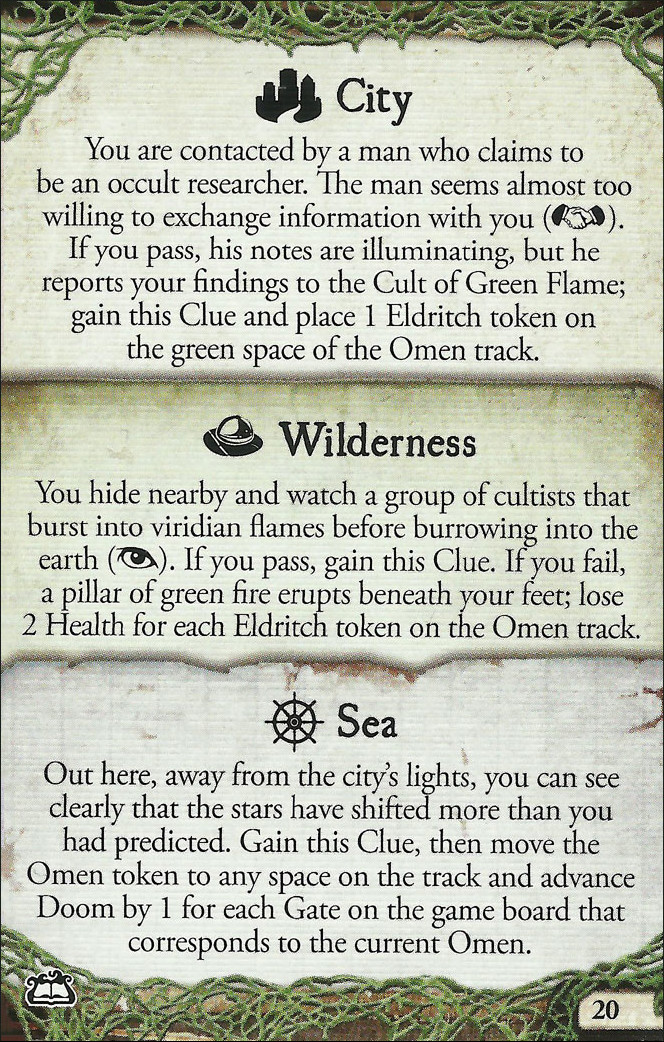 City
You are contacted by a man who claims to
be an occult researcher. The man seems almost too
willing to exchange information with you ( ).
If you pass, his notes are illuminating, but he
reports your findings to the Cult of Green Flame;
gain this Clue and place 1 Eldritch token on
the green space of the Omen track.
Wilderness
You hide nearby and watch a group of cultists that
burst into viridian flames before burrowing into the
earth ( ). If you pass, gain this Clue. If you fail,
a pillar of green fire erupts beneath your feet; lose
2 Health for each Eldritch token on the Omen track.
Sea
Out here, away from the city's lights, you can see
clearly that the stars have shifted more than you
had predicted. Gain this Clue, then move the
Omen token to any space on the track and advance
Doom by 1 for each Gate on the game board that
corresponds to the current Omen.
20